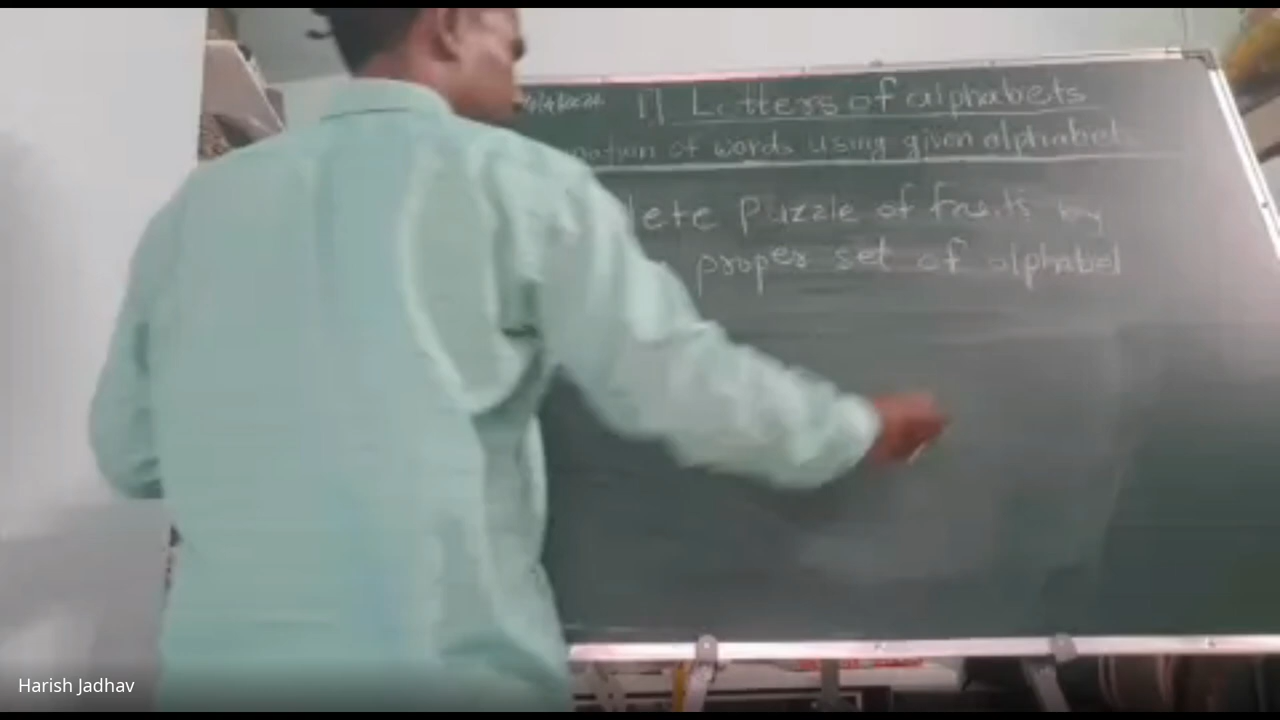 1] Letters of alphabets
of words using given alphabet
lete puzzle of fruits by
proper set of alphabet
Harish Jadhav